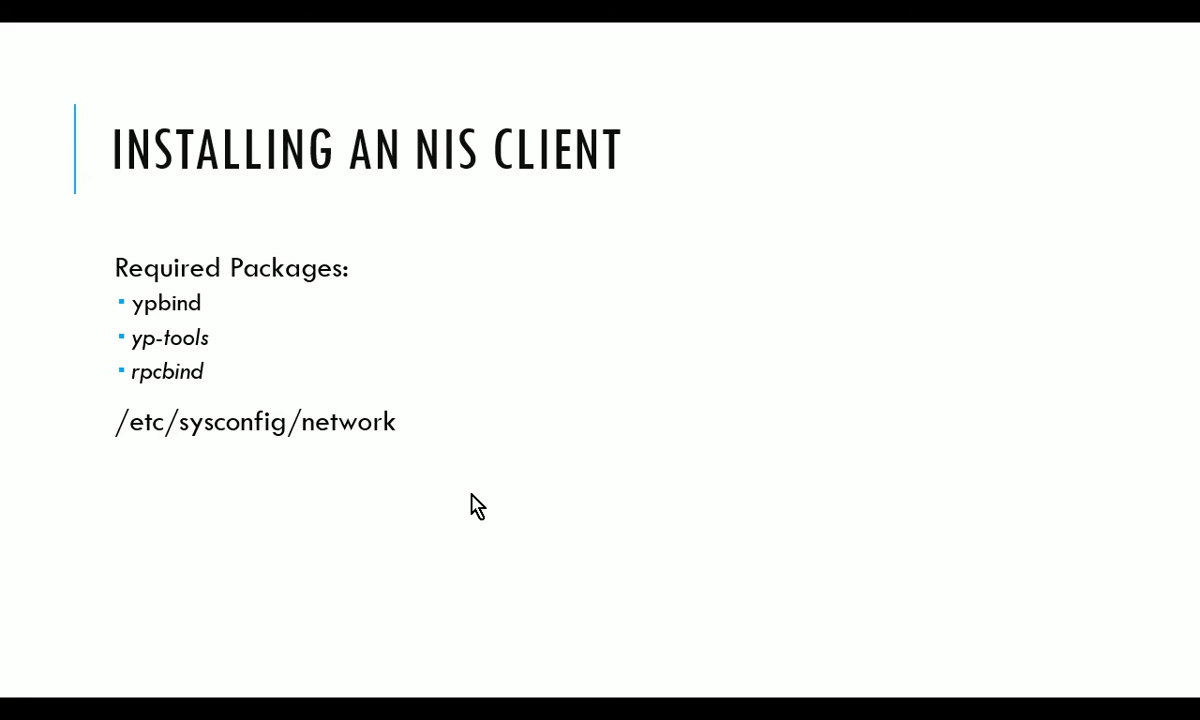 INSTALLING AN NIS CLIENT
Required Packages:
▪ ypbind
▪ yp-tools
▪ rpcbind
/etc/sysconfig/network